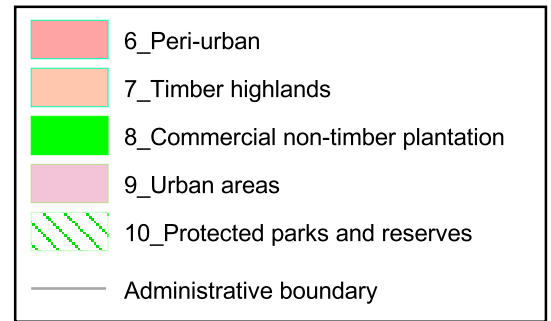 6_Peri-urban
7_Timber highlands
8_Commercial non-timber plantation
9_Urban areas
10_Protected parks and reserves
Administrative boundary